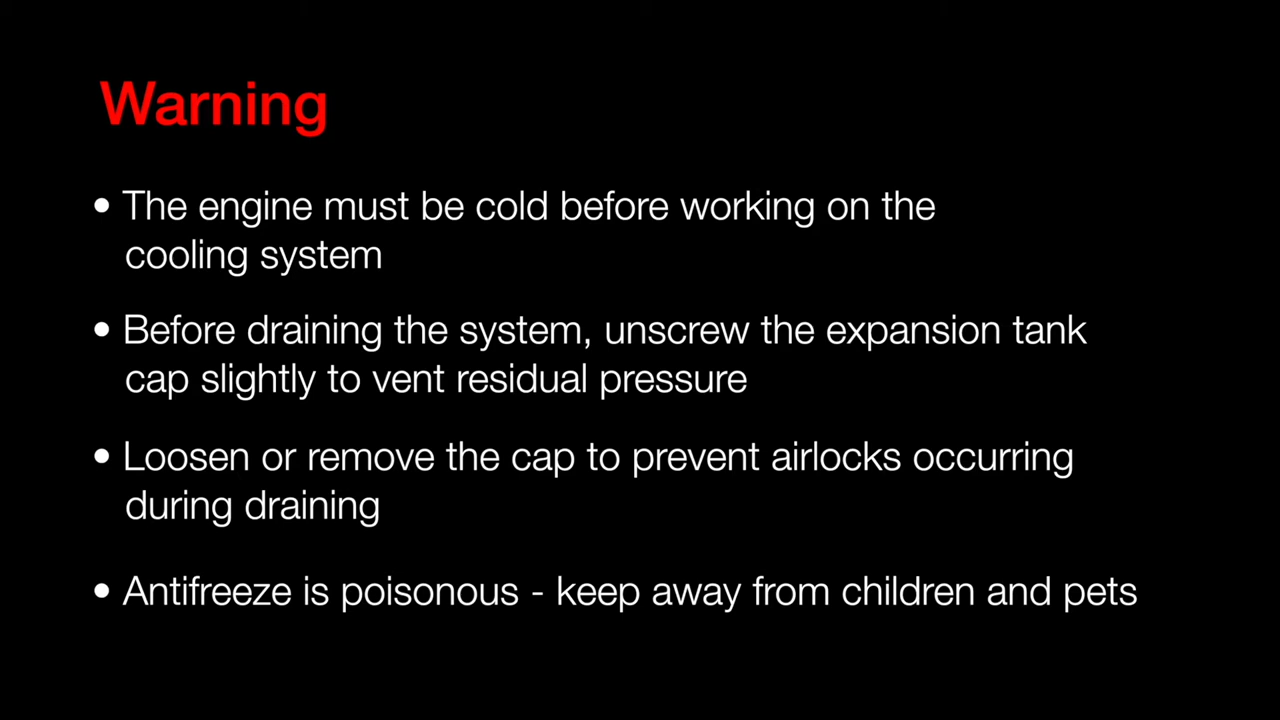 Warning
• The engine must be cold before working on the
cooling system
• Before draining the system, unscrew the expansion tank
cap slightly to vent residual pressure
• Loosen or remove the cap to prevent airlocks occurring
during draining
• Antifreeze is poisonous - keep away from children and pets